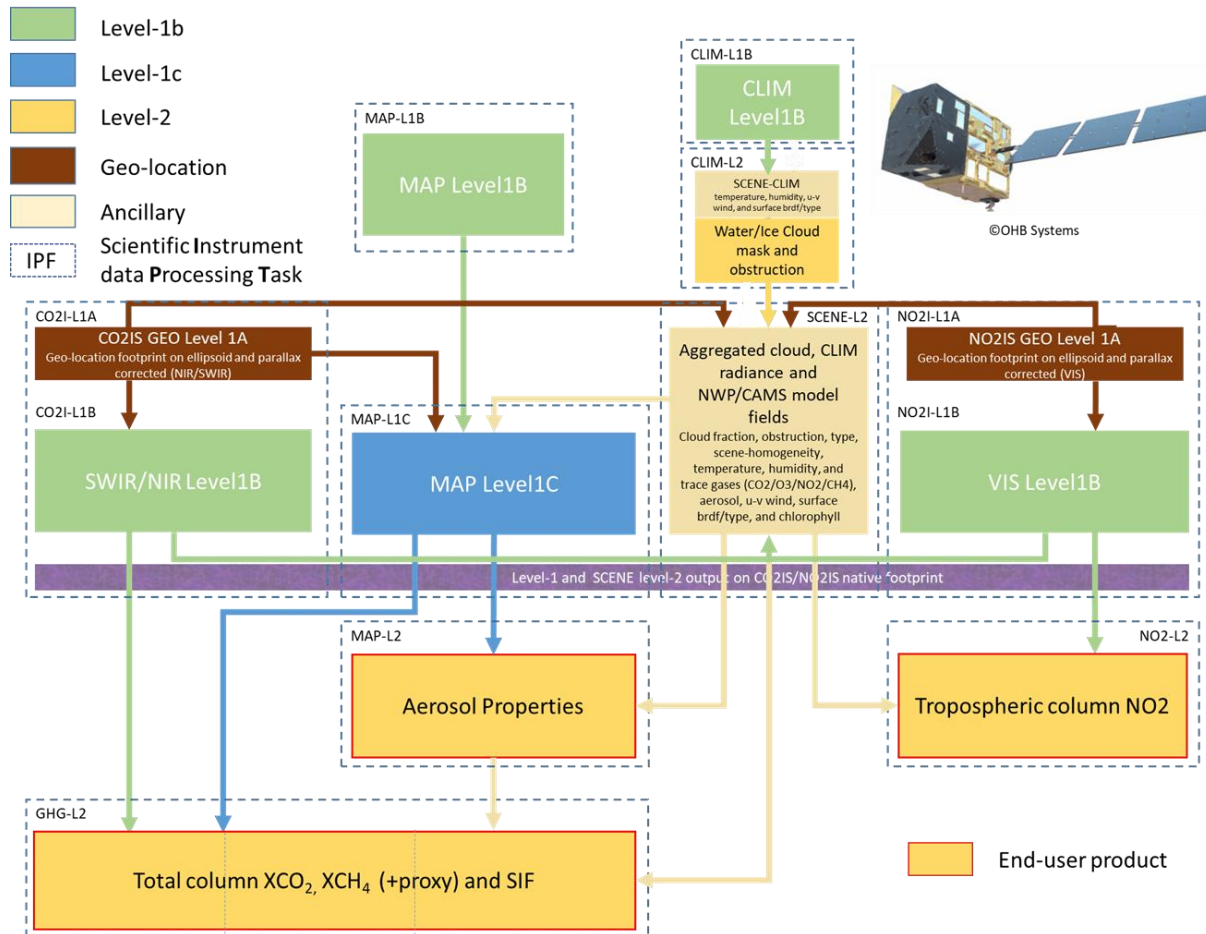 Level-1b
Level-1c
Level-2
Geo-location
Ancillary
IPF
Scientific Instrument
data Processing Task
CLIM-L1B
CLIM
Level1B
MAP-L1B
MAP Level1B
CLIM-L2
SCENE-CLIM
temperature, humidity, u-v
wind, and surface brdf/type
Water/Ice Cloud
mask and
obstruction
©OHB Systems
CO2I-L1A
CO2IS GEO Level 1A
Geo-location footprint on ellipsoid and parallax
corrected (NIR/SWIR)
SCENE-L2
Aggregated cloud, CLIM
radiance and
NWP/CAMS model
fields
Cloud fraction, obstruction, type,
scene-homogeneity,
temperature, humidity, and
trace gases (CO2/O3/NO2/CH4),
aerosol, u-v wind, surface
brdf/type, and chlorophyll
NO2I-L1A
NO2IS GEO Level 1A
Geo-location footprint on ellipsoid and parallax
corrected (VIS)
CO2I-L1B
SWIR/NIR Level1B
MAP-L1C
MAP Level1C
NO2I-L1B
VIS Level1B
Level-1 and SCENE level-2 output on CO2IS/NO2IS native footprint
MAP-L2
Aerosol Properties
NO2-L2
Tropospheric column NO2
GHG-L2
Total column XCO₂, XCH₄ (+proxy) and SIF
End-user product